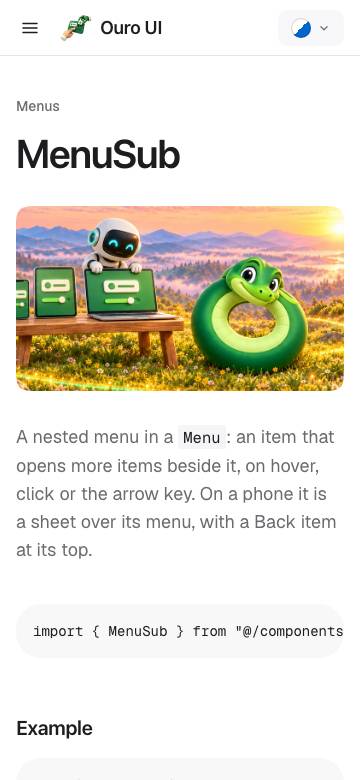 Ouro UI
Menus
MenuSub
A nested menu in a Menu: an item that
opens more items beside it, on hover,
click or the arrow key. On a phone it is
a sheet over its menu, with a Back item
at its top.
import { MenuSub } from "@/components
Example